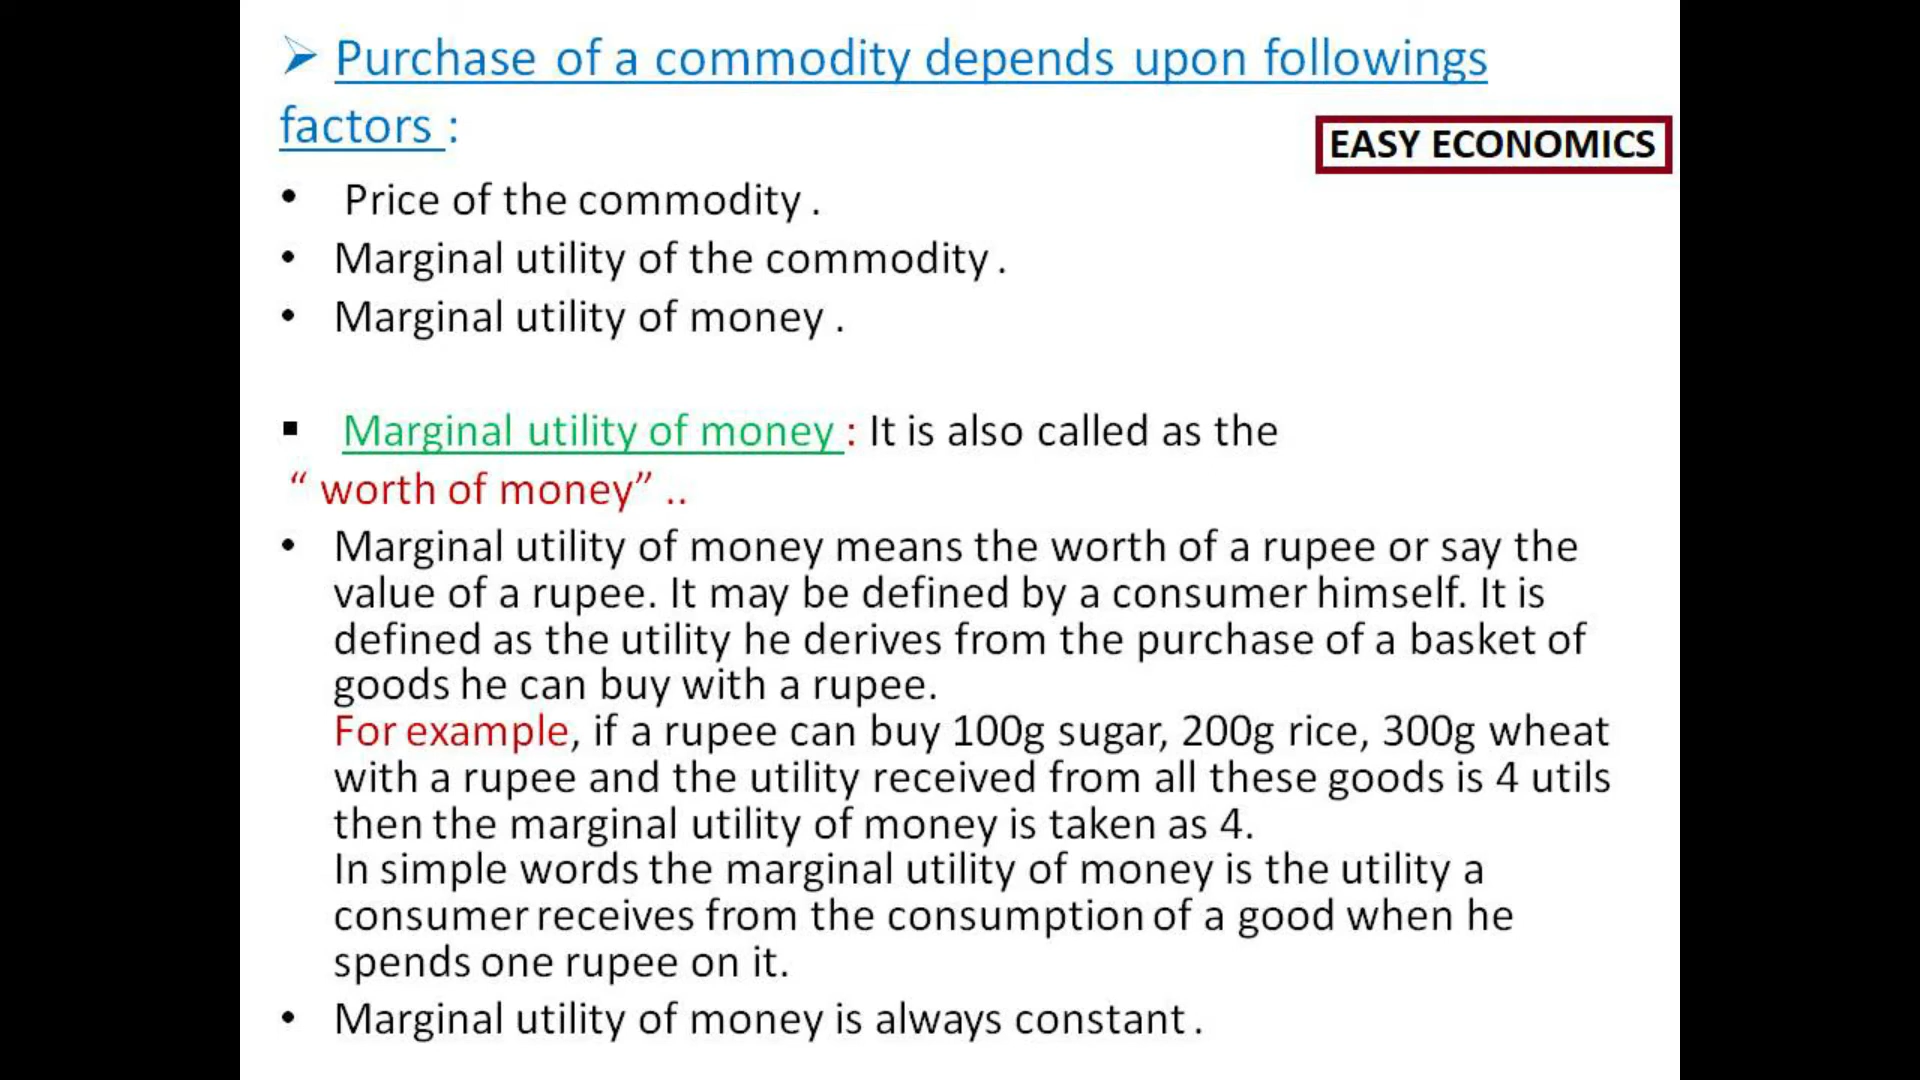 ➢ Purchase of a commodity depends upon followings
factors :
EASY ECONOMICS
• Price of the commodity .
• Marginal utility of the commodity .
• Marginal utility of money .
▪ Marginal utility of money : It is also called as the
“ worth of money” ..
• Marginal utility of money means the worth of a rupee or say the
value of a rupee. It may be defined by a consumer himself. It is
defined as the utility he derives from the purchase of a basket of
goods he can buy with a rupee.
For example, if a rupee can buy 100g sugar, 200g rice, 300g wheat
with a rupee and the utility received from all these goods is 4 utils
then the marginal utility of money is taken as 4.
In simple words the marginal utility of money is the utility a
consumer receives from the consumption of a good when he
spends one rupee on it.
• Marginal utility of money is always constant .